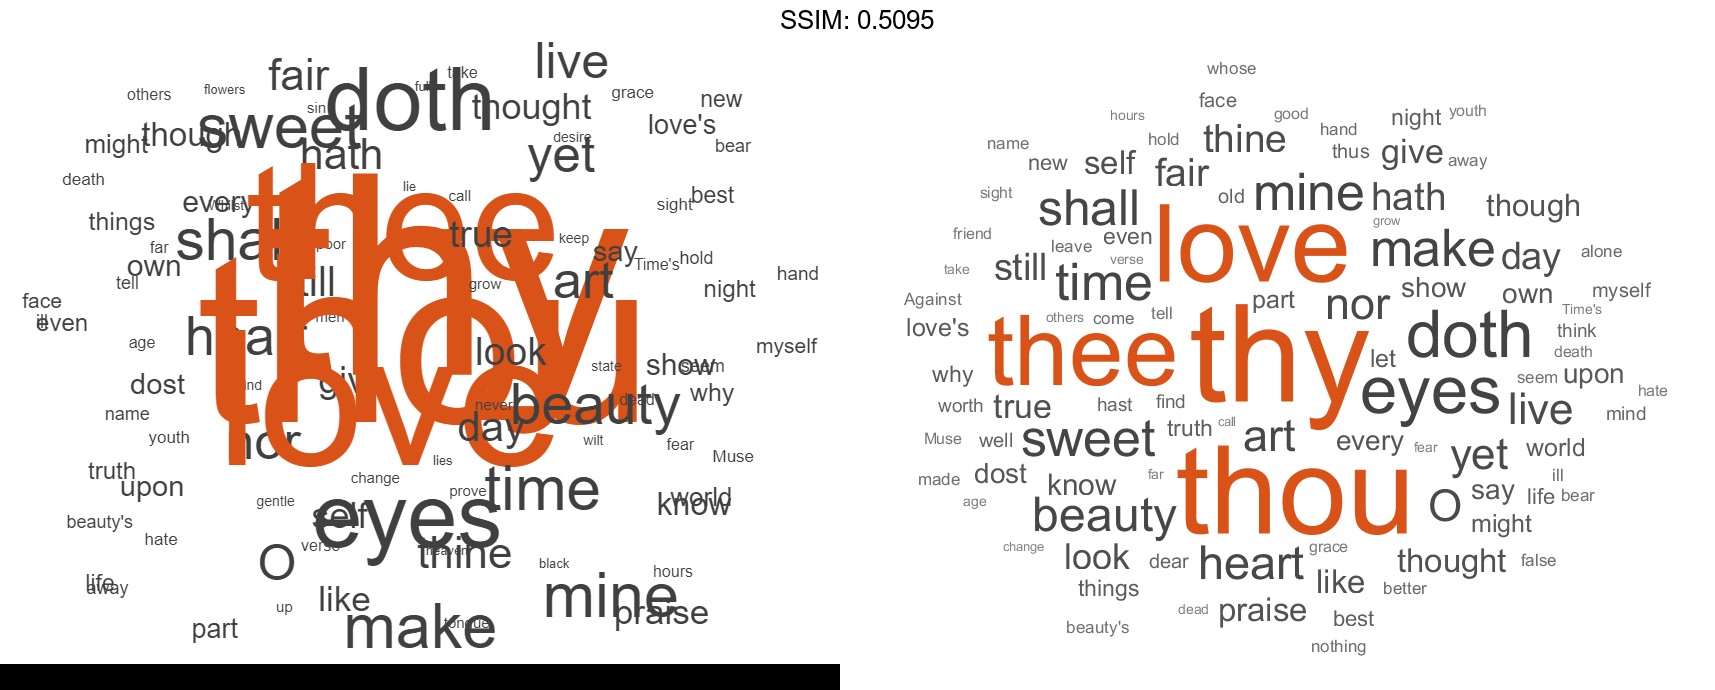 SSIM: 0.5095
live
fair
take
doth
full
flowers
others
grace
new
thought
sin
sweet
though
love's
might
desire
bear
hath
yet
death
thee
lie
call
best
every
sight
things
true
keep
shall
poor
far
say
own
Time's
hold
thy
still
art
hand
tell
grow
night
face
ill
even
men
thou
heart
age
look
myself
state
show
seem
dost
find
give
why
name
never
beauty
dead
love
day
youth
nor
wilt
fear
Muse
lies
truth
change
upon
prove
time
world
know
gentle
beauty's
self
eyes
hate
verse
thine
heaven
O
black
hours
life
away
mine
up
like
praise
part
make
tongue
whose
face
hours
good
night
youth
name
hold
thine
hand
thus
give
away
new
self
fair
sight
shall
old
mine
hath
though
grow
friend
leave
even
love
make
day
alone
take
still
time
verse
Against
part
nor
show
own
myself
love's
others
come
tell
Time's
think
thee
thy
doth
death
let
why
eyes
seem
upon
hate
worth
true
hast
find
live
mind
Muse
well
sweet
truth
call
art
every
fear
yet
world
made
dost
far
ill
know
say
life
bear
age
beauty
thou
O
might
change
look
dear
heart
grace
thought
false
things
like
better
dead
praise
best
beauty's
nothing